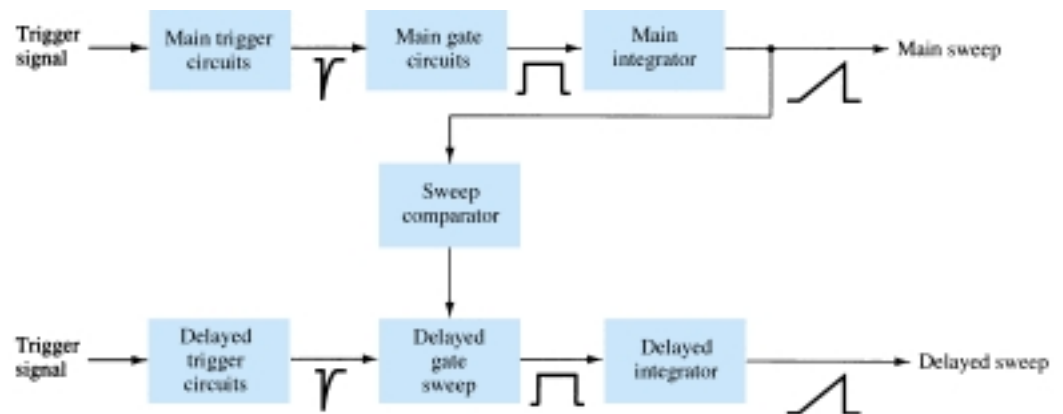 Trigger
signal
Main trigger
circuits
Main gate
circuits
Main
integrator
Main sweep
Sweep
comparator
Trigger
signal
Delayed
trigger
circuits
Delayed
gate
sweep
Delayed
integrator
Delayed sweep